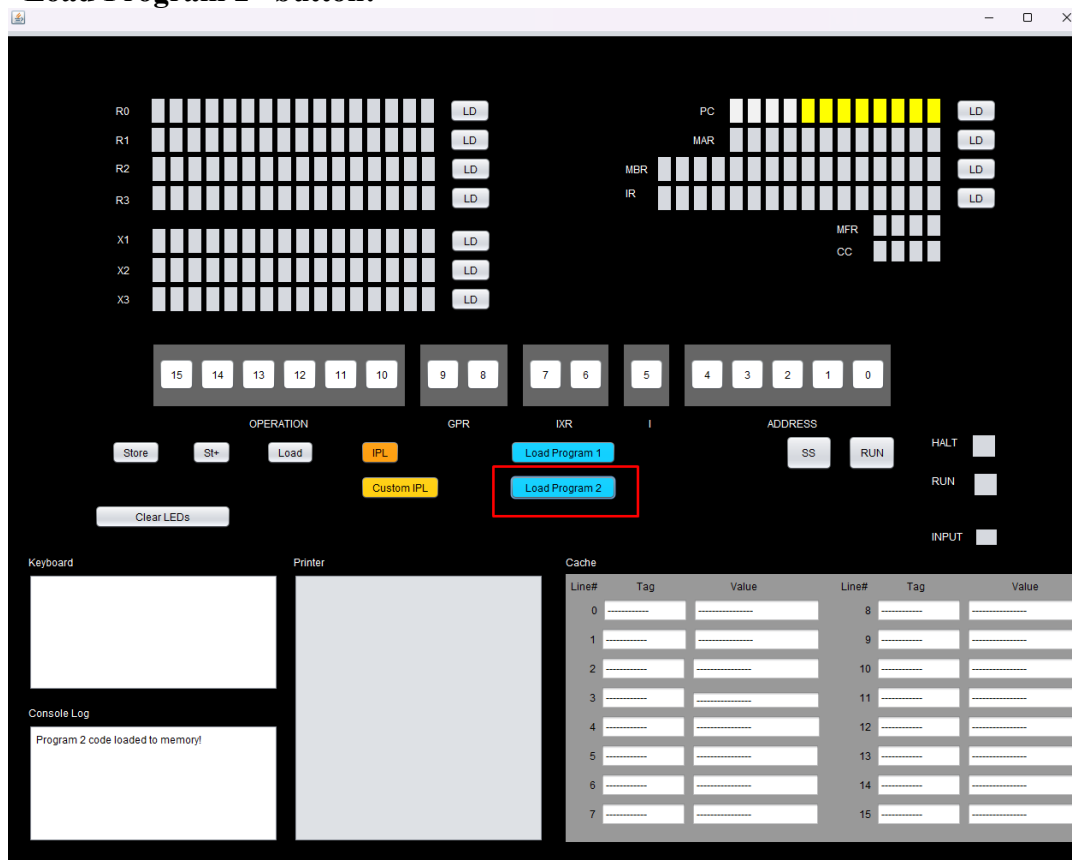 "Load Program 2" button.
R0 LD PC LD
R1 LD MAR LD
R2 LD MBR LD
R3 LD IR LD
MFR
X1 LD CC
X2 LD
X3 LD
15 14 13 12 11 10 9 8 7 6 5 4 3 2 1 0
OPERATION GPR IXR I ADDRESS
Store St+ Load IPL Load Program 1 SS RUN HALT
Custom IPL Load Program 2 RUN
Clear LEDs
INPUT
Keyboard Printer Cache
Line# Tag Value Line# Tag Value
0 ------------ ---------------- 8 ------------ ----------------
1 ------------ ---------------- 9 ------------ ----------------
2 ------------ ---------------- 10 ------------ ----------------
3 ------------ ---------------- 11 ------------ ----------------
4 ------------ ---------------- 12 ------------ ----------------
5 ------------ ---------------- 13 ------------ ----------------
6 ------------ ---------------- 14 ------------ ----------------
7 ------------ ---------------- 15 ------------ ----------------
Console Log
Program 2 code loaded to memory!